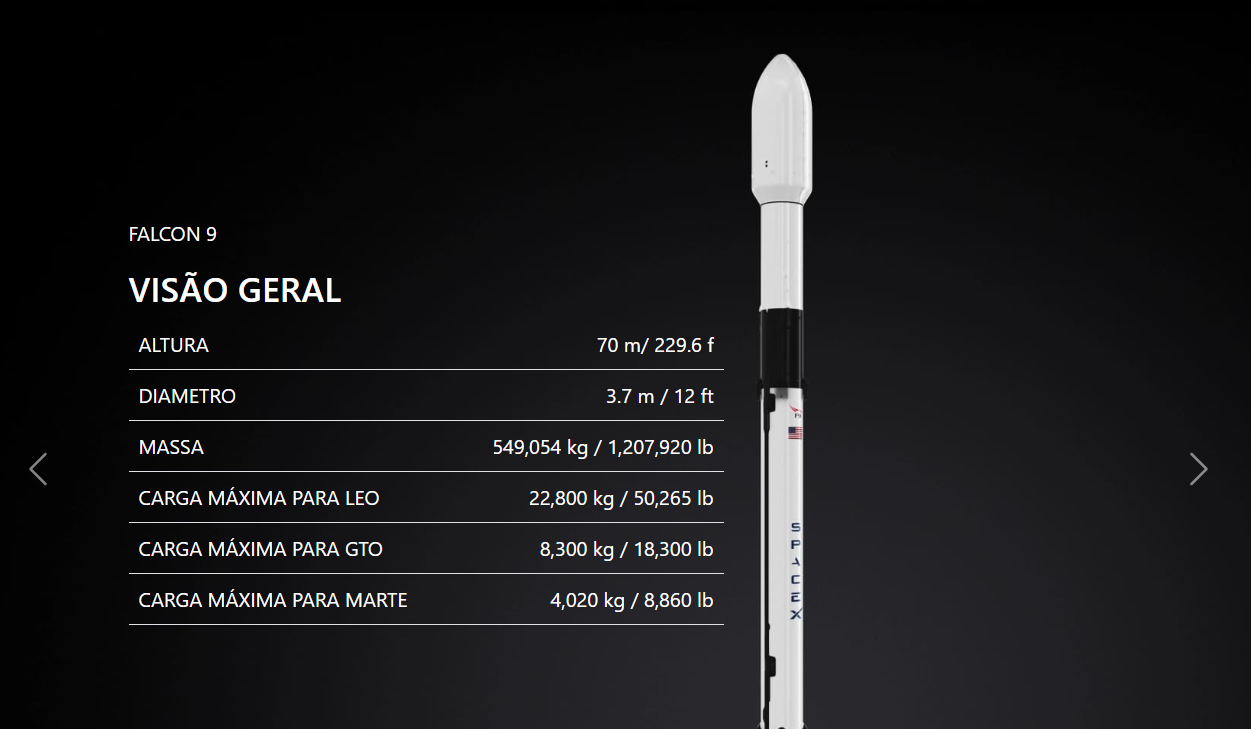 FALCON 9
VISÃO GERAL
ALTURA 70 m/ 229.6 f
DIAMETRO 3.7 m / 12 ft
MASSA 549,054 kg / 1,207,920 lb
CARGA MÁXIMA PARA LEO 22,800 kg / 50,265 lb
CARGA MÁXIMA PARA GTO 8,300 kg / 18,300 lb
CARGA MÁXIMA PARA MARTE 4,020 kg / 8,860 lb
F9
SPACEX